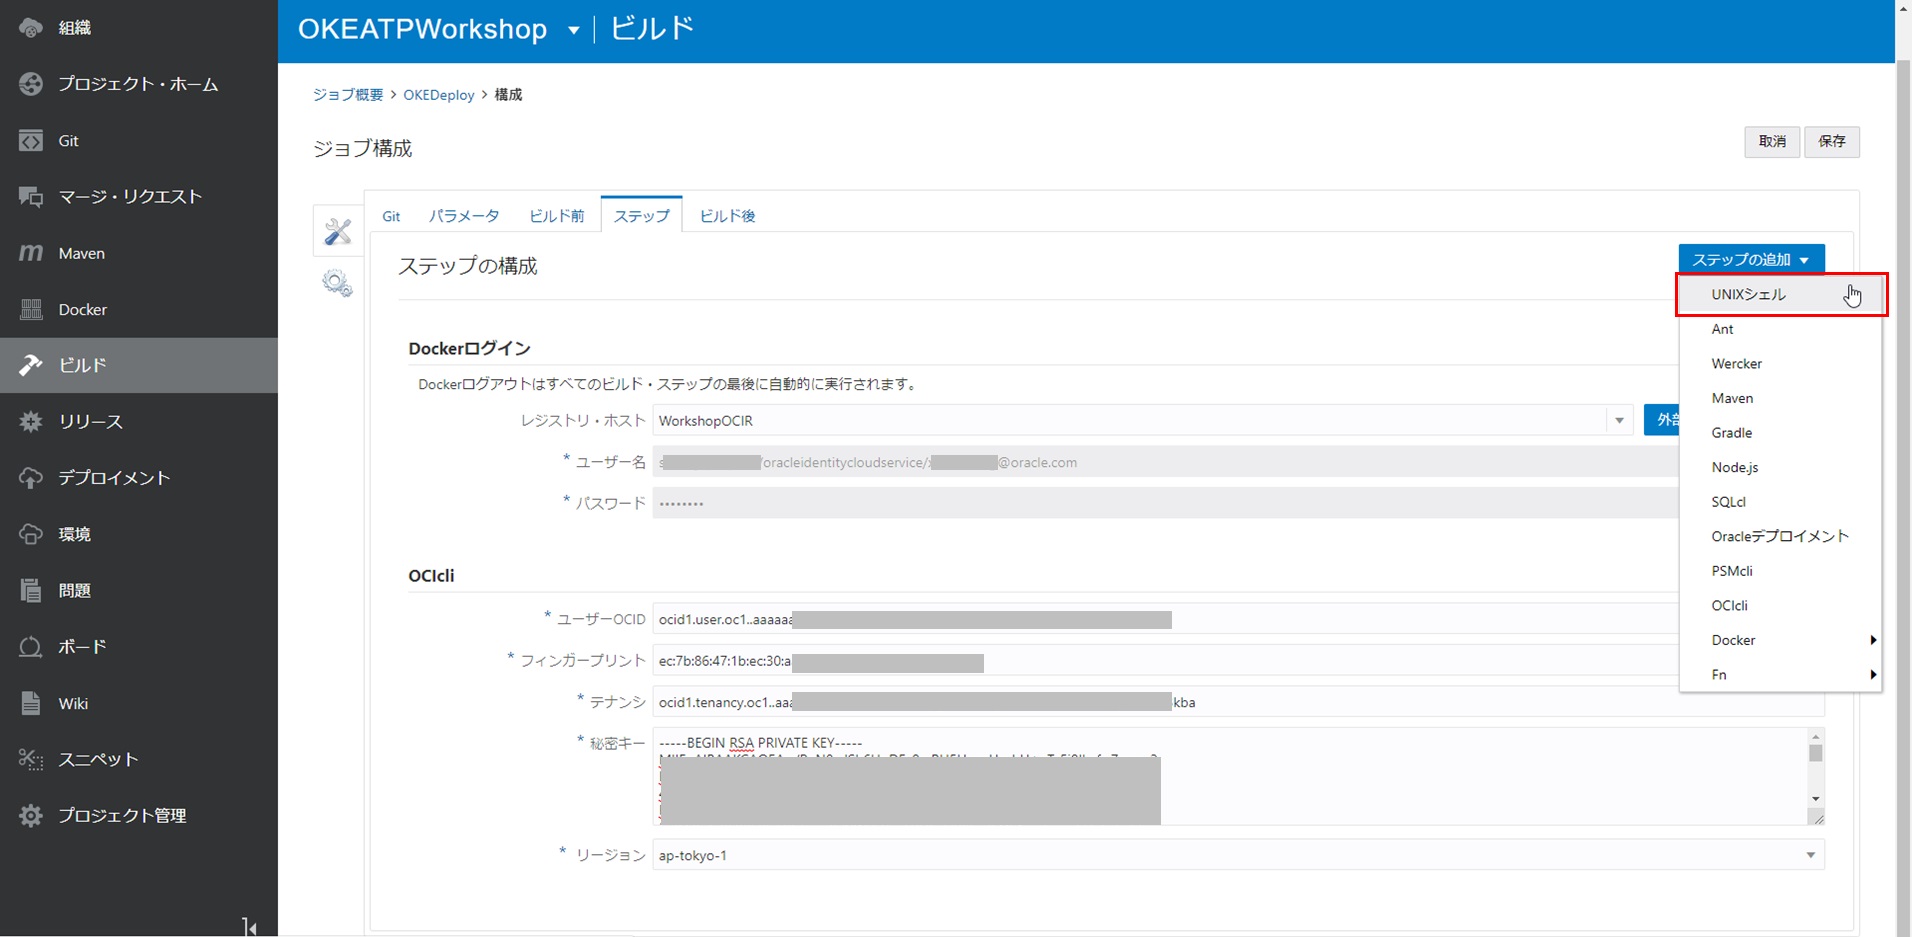 組織
プロジェクト・ホーム
Git
マージ・リクエスト
Maven
Docker
ビルド
リリース
デプロイメント
環境
問題
ボード
Wiki
スニペット
プロジェクト管理
OKEATPWorkshop ビルド
ジョブ概要 > OKEDeploy > 構成
ジョブ構成
取消 保存
Git パラメータ ビルド前 ステップ ビルド後
ステップの構成
ステップの追加
UNIXシェル
Ant
Wercker
Maven
Gradle
Node.js
SQLcl
Oracleデプロイメント
PSMcli
OCIcli
Docker
Fn
Dockerログイン
Dockerログアウトはすべてのビルド・ステップの最後に自動的に実行されます。
レジストリ・ホスト WorkshopOCIR 外部
* ユーザー名 s /oracleidentitycloudservice/ @oracle.com
* パスワード ••••••••
OCIcli
* ユーザーOCID ocid1.user.oc1..aaaaaa
* フィンガープリント ec:7b:86:47:1b:ec:30:a
* テナンシ ocid1.tenancy.oc1..aaa kba
* 秘密キー -----BEGIN RSA PRIVATE KEY-----
* リージョン ap-tokyo-1